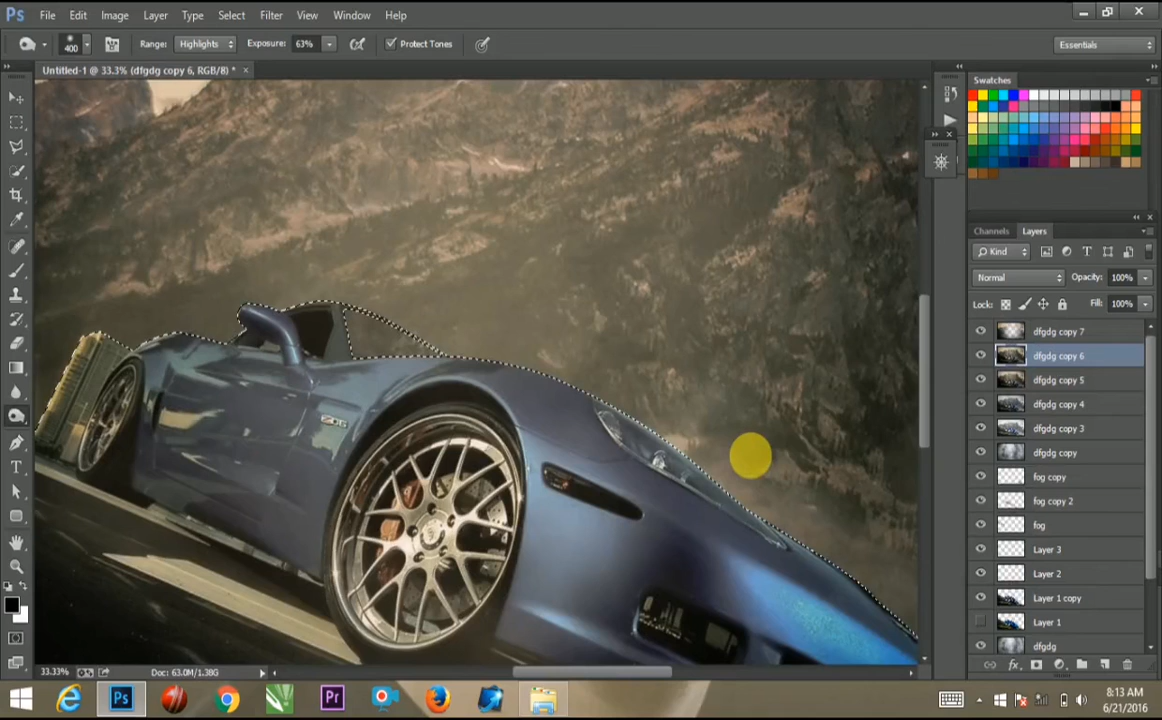 Ps File Edit Image Layer Type Select Filter View Window Help
400 Range: Highlights Exposure: 63% Protect Tones Essentials
Untitled-1 @ 33.3% (dfgdg copy 6, RGB/8) * ×
Swatches
Channels Layers
Kind
Normal Opacity: 100%
Lock: Fill: 100%
dfgdg copy 7
dfgdg copy 6
dfgdg copy 5
dfgdg copy 4
dfgdg copy 3
dfgdg copy
fog copy
fog copy 2
fog
Layer 3
Layer 2
Layer 1 copy
Layer 1
dfgdg
Z06
33.33% Doc: 63.0M/1.38G
Ps Pr
8:13 AM
6/21/2016